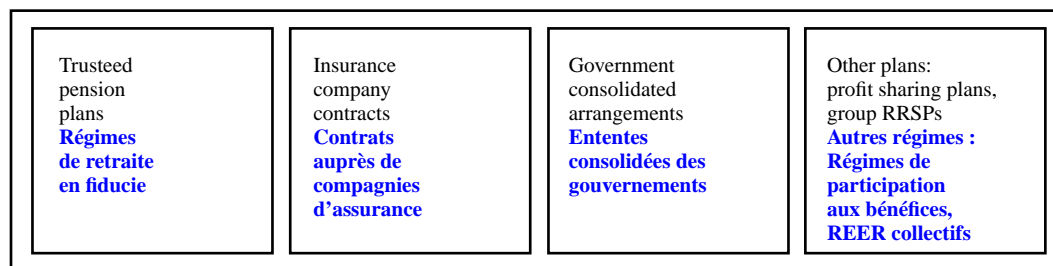 Trusteed
pension
plans
Régimes
de retraite
en fiducie
Insurance
company
contracts
Contrats
auprès de
compagnies
d'assurance
Government
consolidated
arrangements
Ententes
consolidées des
gouvernements
Other plans:
profit sharing plans,
group RRSPs
Autres régimes :
Régimes de
participation
aux bénéfices,
REER collectifs